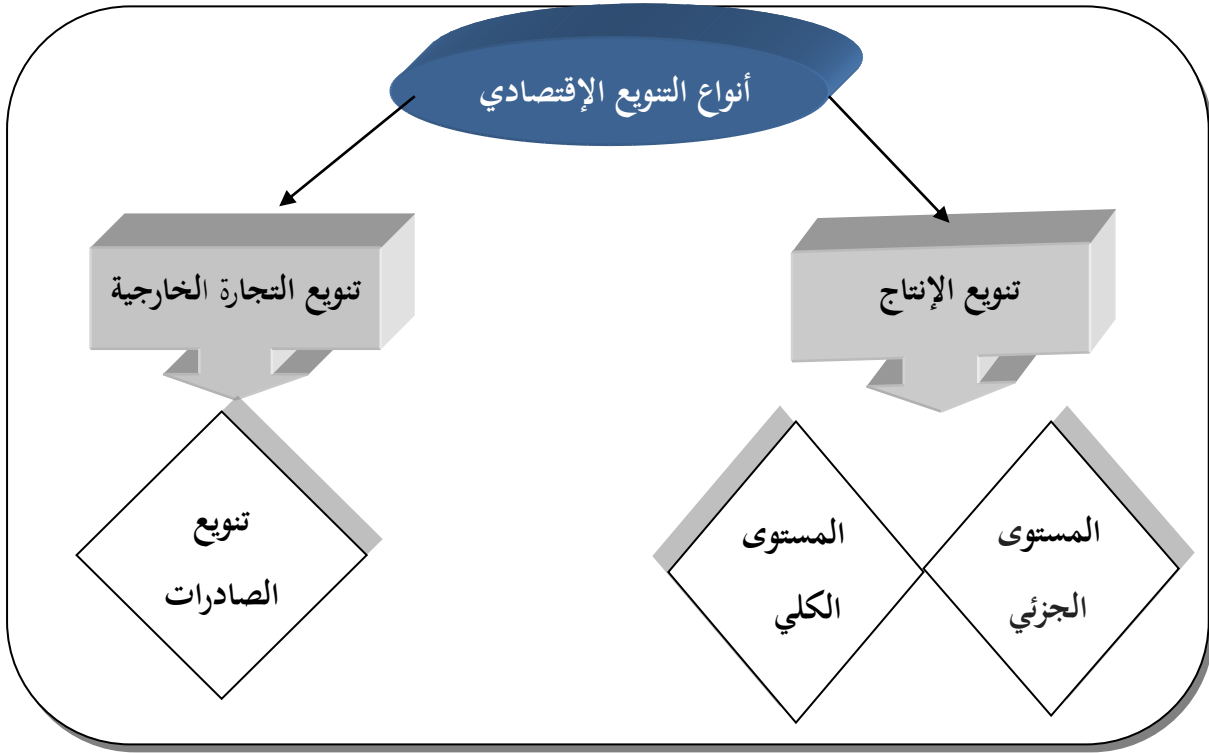 أنواع التنويع الإقتصادي
تنويع الإنتاج
تنويع التجارة الخارجية
المستوى
الجزئي
المستوى
الكلي
تنويع
الصادرات